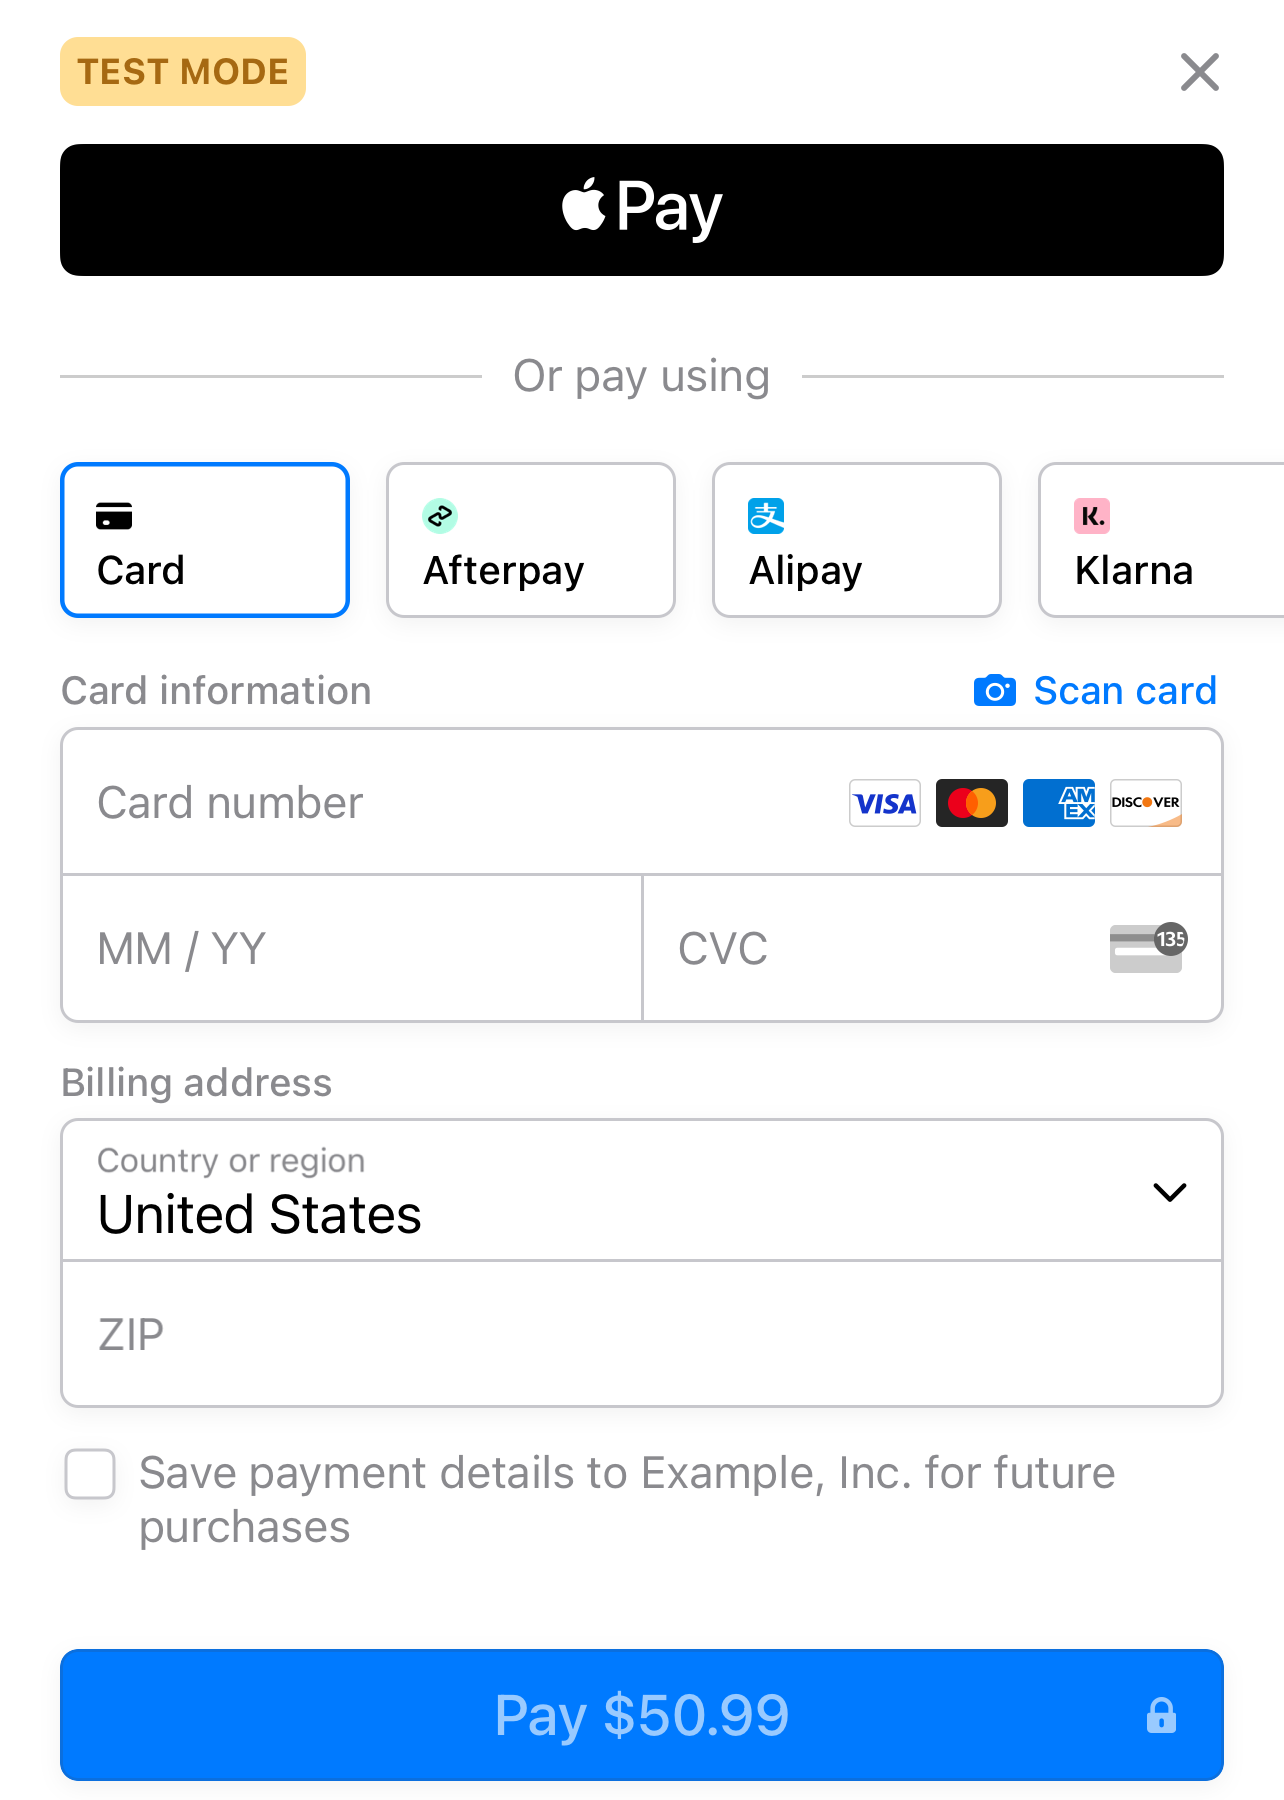 TEST MODE
Pay
Or pay using
Card
Afterpay
支
Alipay
K.
Klarna
Card information
Scan card
Card number
VISA
AM
EX
DISCOVER
MM / YY
CVC
135
Billing address
Country or region
United States
ZIP
Save payment details to Example, Inc. for future
purchases
Pay $50.99